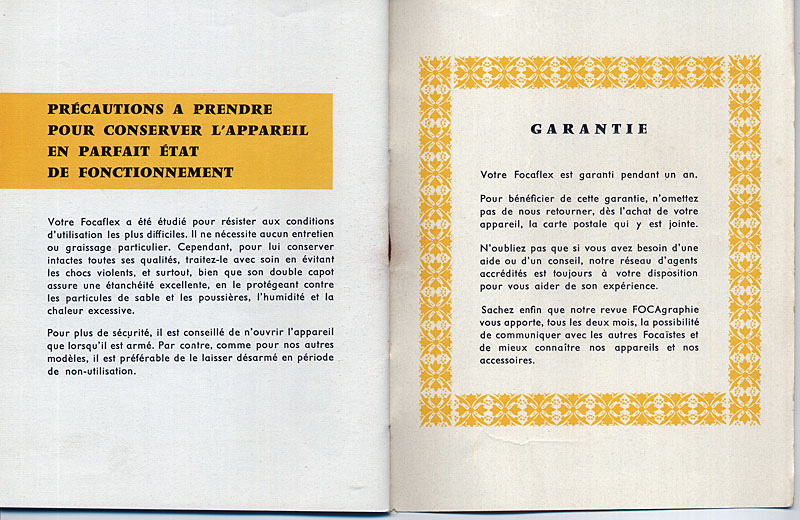 PRÉCAUTIONS A PRENDRE
POUR CONSERVER L'APPAREIL
EN PARFAIT ÉTAT
DE FONCTIONNEMENT
Votre Focaflex a été étudié pour résister aux conditions
d'utilisation les plus difficiles. Il ne nécessite aucun entretien
ou graissage particulier. Cependant, pour lui conserver
intactes toutes ses qualités, traitez-le avec soin en évitant
les chocs violents, et surtout, bien que son double capot
assure une étanchéité excellente, en le protégeant contre
les particules de sable et les poussières, l'humidité et la
chaleur excessive.
Pour plus de sécurité, il est conseillé de n'ouvrir l'appareil
que lorsqu'il est armé. Par contre, comme pour nos autres
modèles, il est préférable de le laisser désarmé en période
de non-utilisation.
GARANTIE
Votre Focaflex est garanti pendant un an.
Pour bénéficier de cette garantie, n'omettez
pas de nous retourner, dès l'achat de votre
appareil, la carte postale qui y est jointe.
N'oubliez pas que si vous avez besoin d'une
aide ou d'un conseil, notre réseau d'agents
accrédités est toujours à votre disposition
pour vous aider de son expérience.
Sachez enfin que notre revue FOCAgraphie
vous apporte, tous les deux mois, la possibilité
de communiquer avec les autres Focaïstes et
de mieux connaître nos appareils et nos
accessoires.